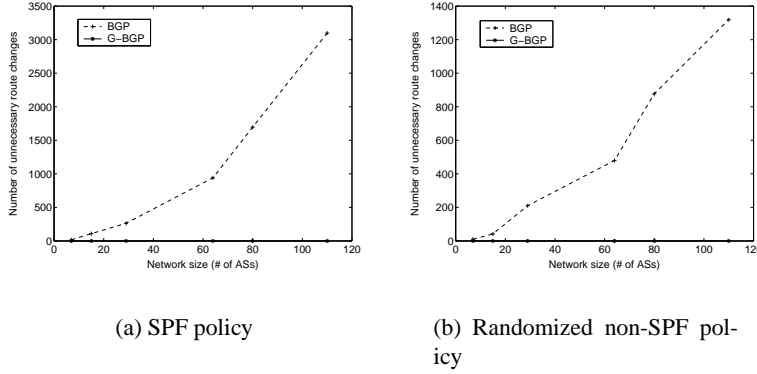 3500
3000
2500
2000
1500
1000
500
0
Number of unnecessary route changes
BGP
G-BGP
0 20 40 60 80 100 120
Network size (# of ASs)
(a) SPF policy
1400
1200
1000
800
600
400
200
0
Number of unnecessary route changes
BGP
G-BGP
0 20 40 60 80 100 120
Network size (# of ASs)
(b) Randomized non-SPF pol-
icy